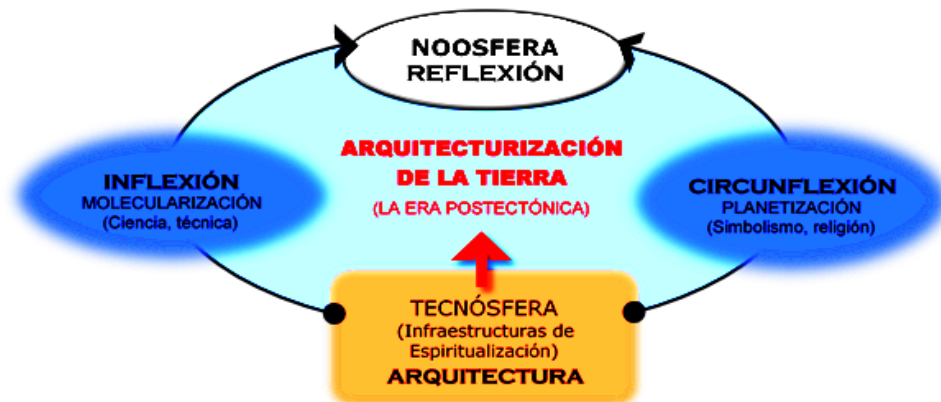 NOOSFERA
REFLEXIÓN
ARQUITECTURIZACIÓN
DE LA TIERRA
(LA ERA POSTECTÓNICA)
INFLEXIÓN
MOLECULARIZACIÓN
(Ciencia, técnica)
CIRCUNFLEXIÓN
PLANETIZACIÓN
(Simbolismo, religión)
TECNÓSFERA
(Infraestructuras de
Espiritualización)
ARQUITECTURA